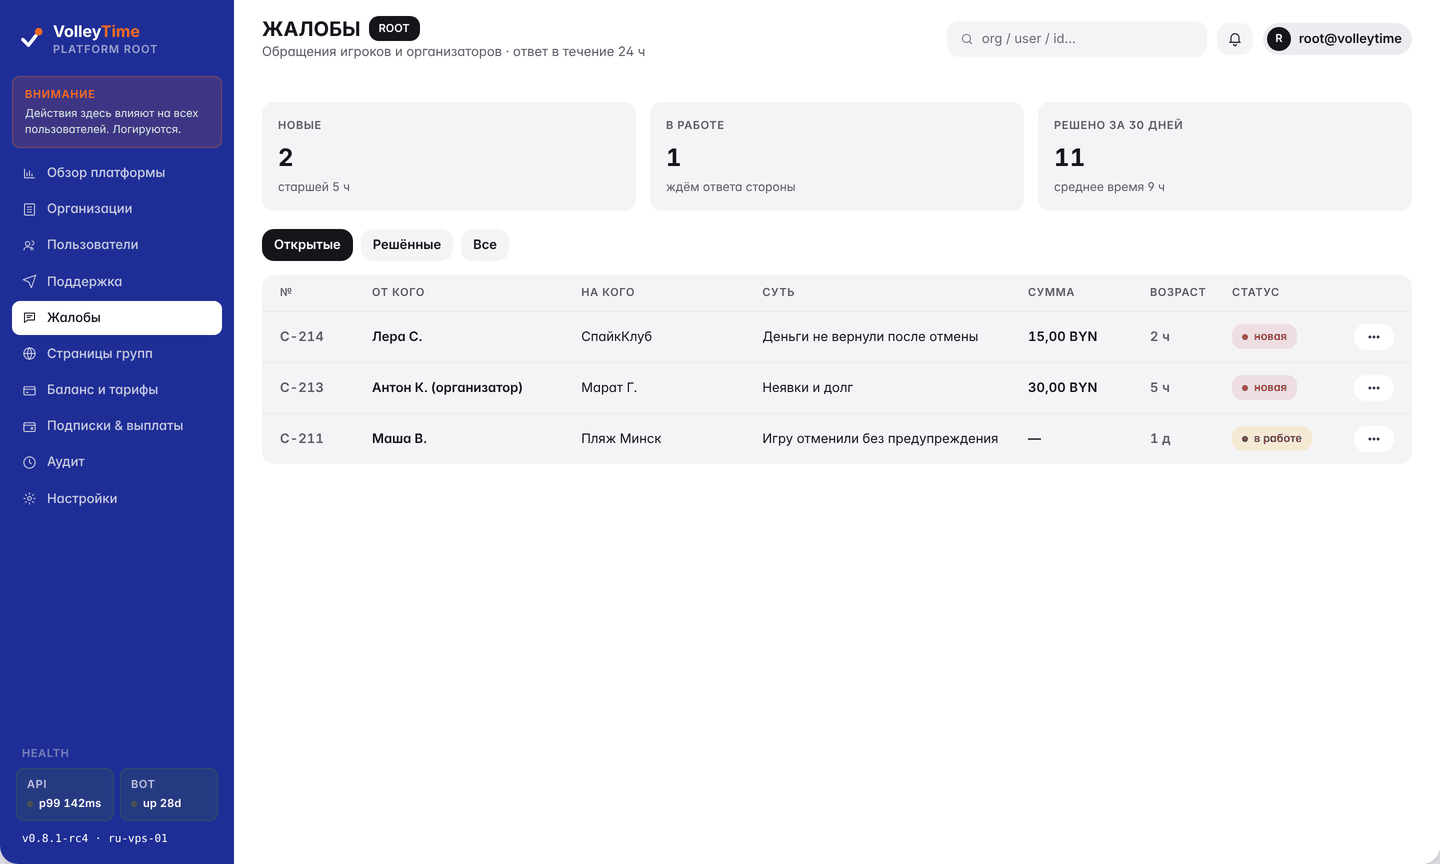 VolleyTime
PLATFORM ROOT
ВНИМАНИЕ
Действия здесь влияют на всех
пользователей. Логируются.
Обзор платформы
Организации
Пользователи
Поддержка
Жалобы
Страницы групп
Баланс и тарифы
Подписки & выплаты
Аудит
Настройки
HEALTH
API
p99 142ms
BOT
up 28d
v0.8.1-rc4 · ru-vps-01
ЖАЛОБЫ ROOT
Обращения игроков и организаторов · ответ в течение 24 ч
org / user / id...
R root@volleytime
НОВЫЕ
2
старшей 5 ч
В РАБОТЕ
1
ждём ответа стороны
РЕШЕНО ЗА 30 ДНЕЙ
11
среднее время 9 ч
Открытые Решённые Все
№ ОТ КОГО НА КОГО СУТЬ СУММА ВОЗРАСТ СТАТУС
C-214 Лера С. СпайкКлуб Деньги не вернули после отмены 15,00 BYN 2 ч новая
C-213 Антон К. (организатор) Марат Г. Неявки и долг 30,00 BYN 5 ч новая
C-211 Маша В. Пляж Минск Игру отменили без предупреждения — 1 д в работе